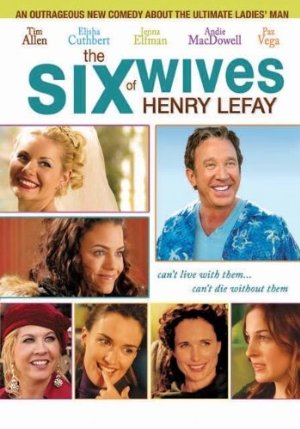 AN OUTRAGEOUS NEW COMEDY ABOUT THE ULTIMATE LADIES' MAN
Tim Allen Elisha Cuthbert Jenna Elfman Andie MacDowell Paz Vega
the
SIX of WIVES
HENRY LEFAY
can't live with them...
can't die without them